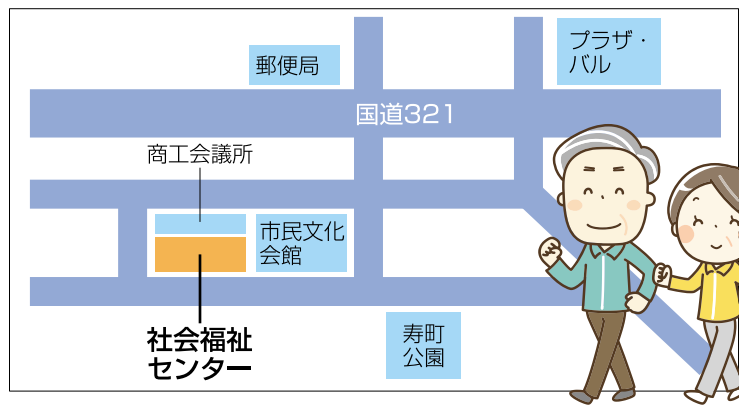 郵便局
プラザ・
バル
国道321
商工会議所
市民文化
会館
社会福祉
センター
寿町
公園